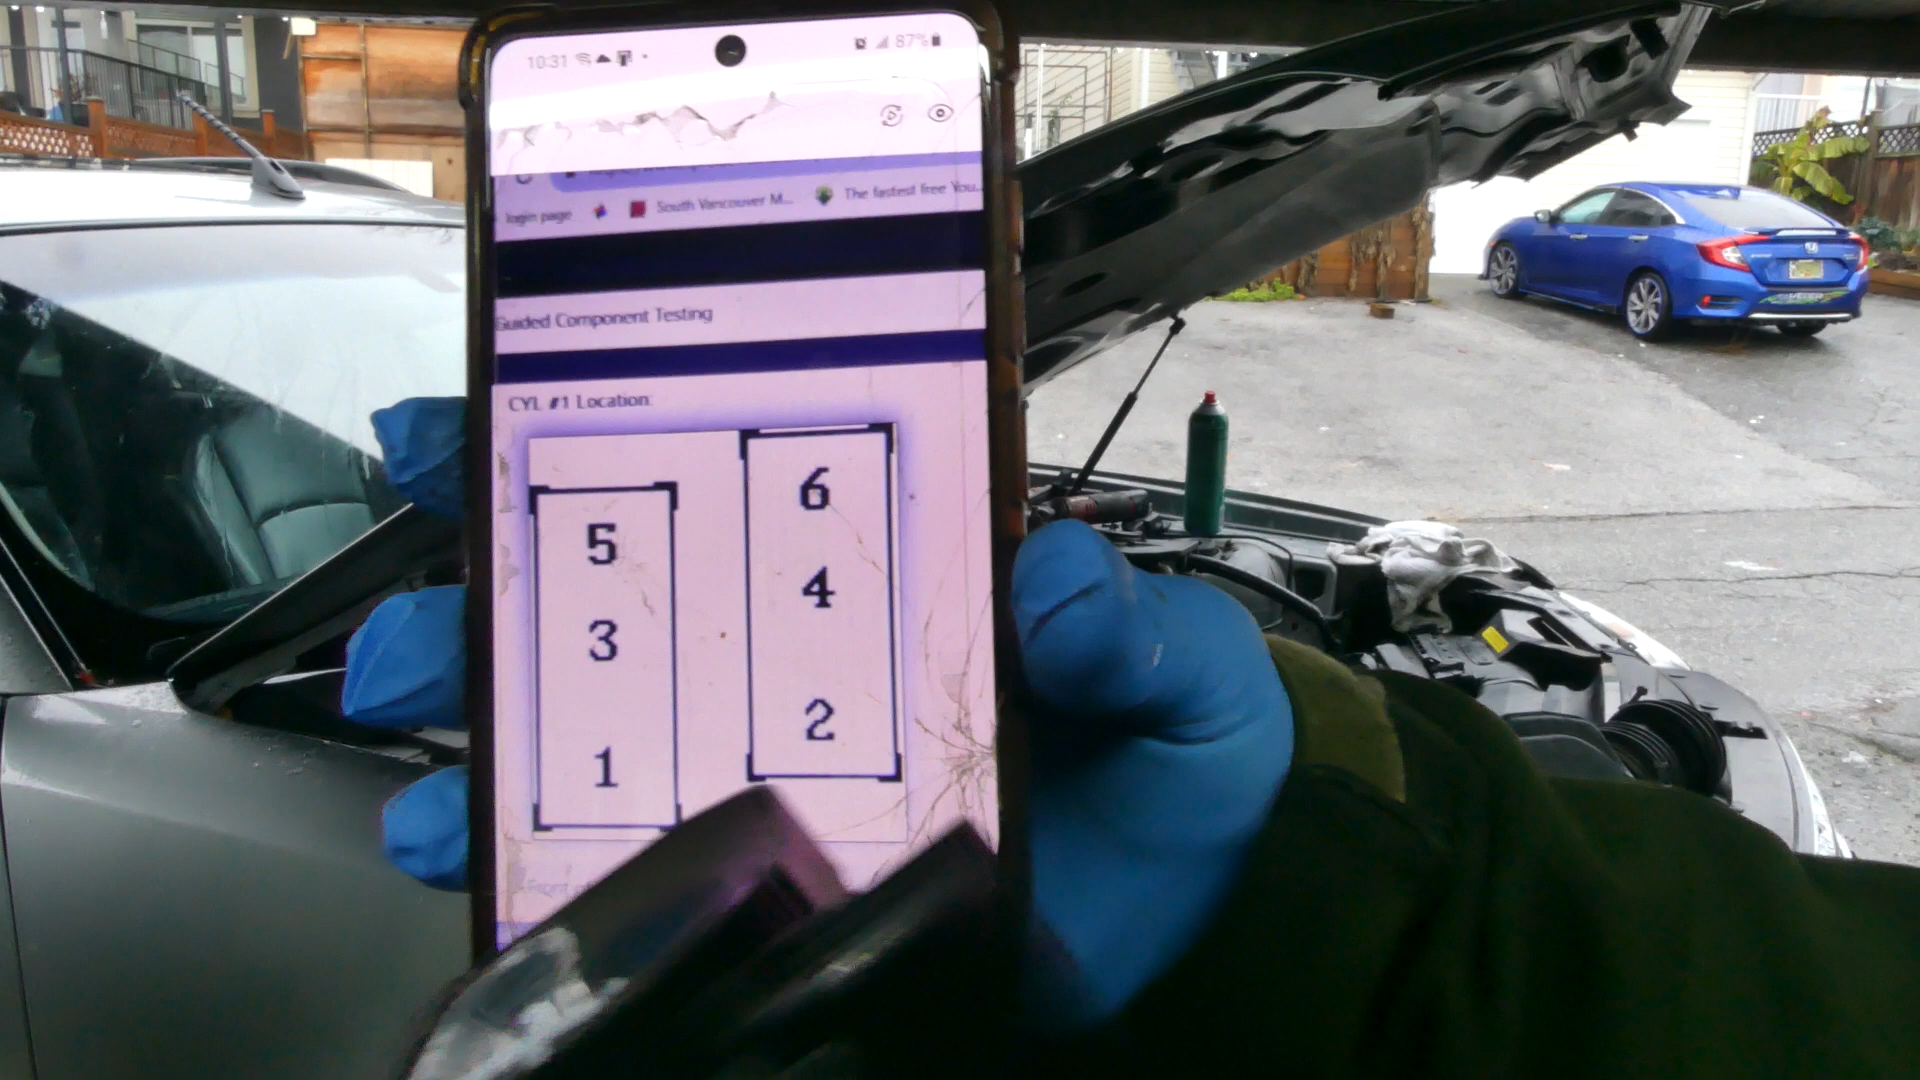 10:31
87%
login page
South Vancouver M...
The fastest free You...
Guided Component Testing
CYL #1 Location:
6
5
4
3
2
1
Front